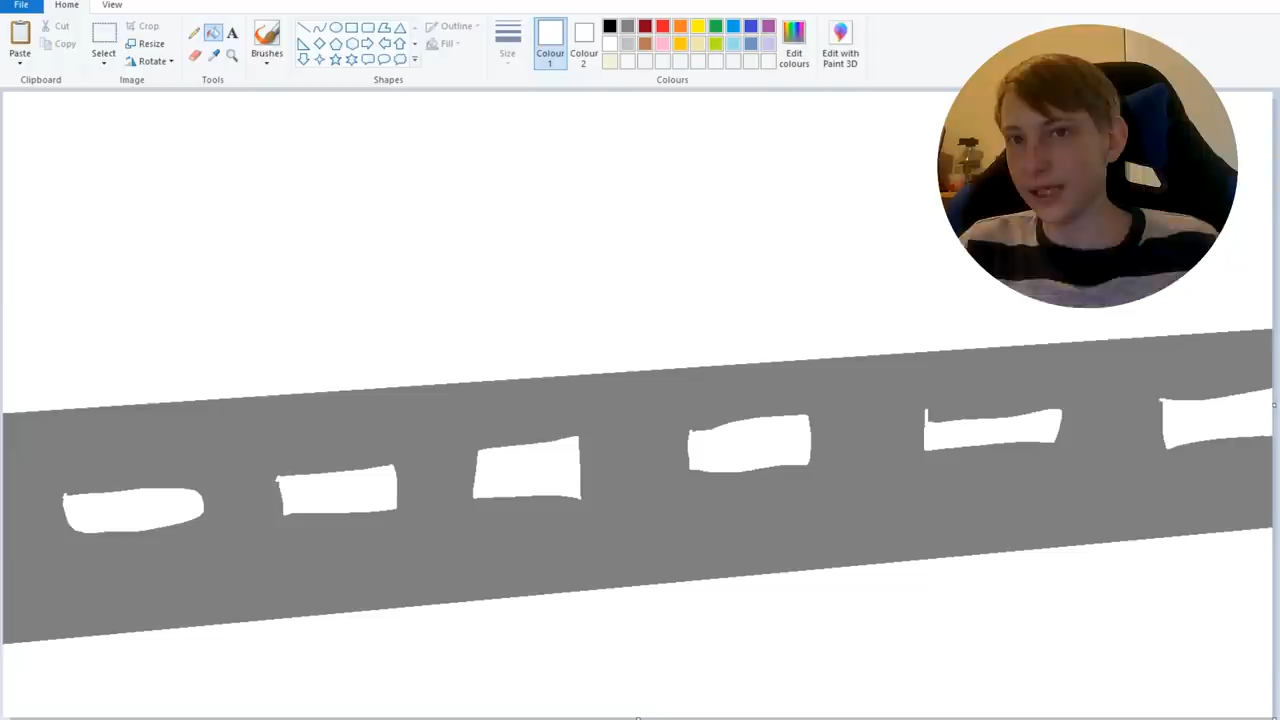 File Home View
Paste
Cut
Copy
Clipboard
Select
Crop
Resize
Rotate
Image
A
Tools
Brushes
Outline
Fill
Shapes
Size
Colour
1
Colour
2
Edit
colours
Colours
Edit with
Paint 3D